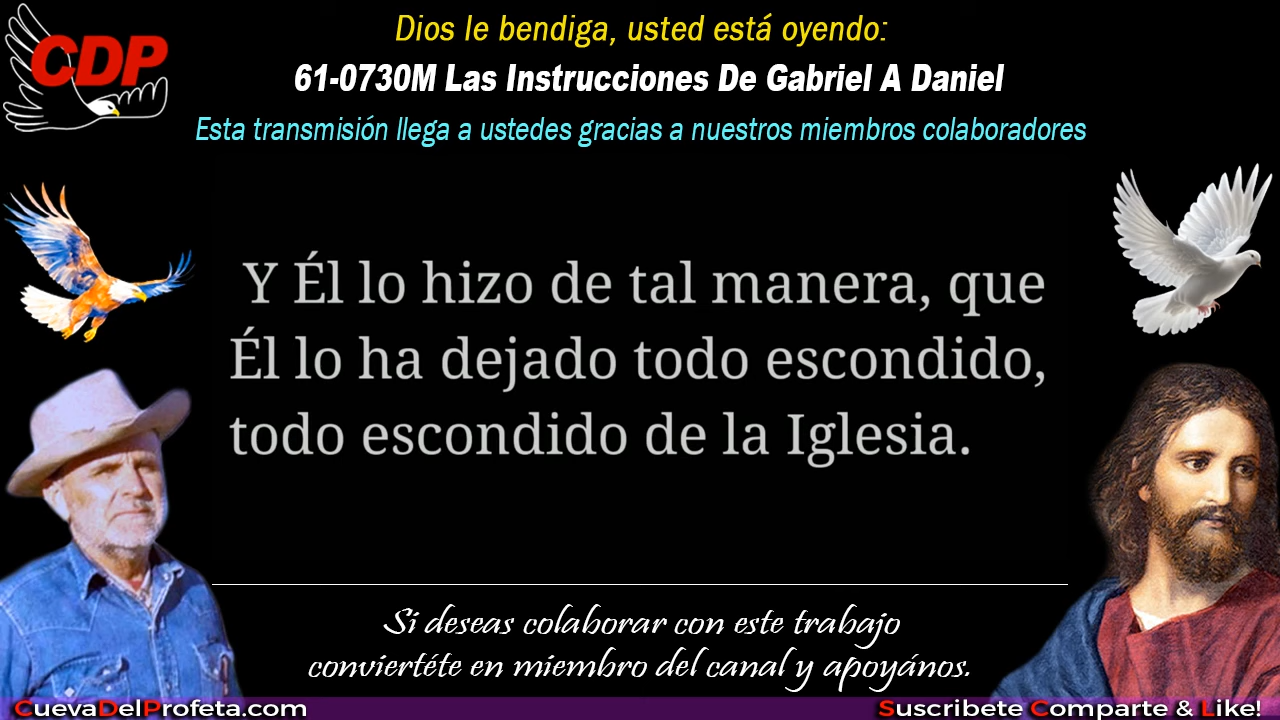 CDP
Dios le bendiga, usted está oyendo:
61-0730M Las Instrucciones De Gabriel A Daniel
Esta transmisión llega a ustedes gracias a nuestros miembros colaboradores
Y Él lo hizo de tal manera, que
Él lo ha dejado todo escondido,
todo escondido de la Iglesia.
Si deseas colaborar con este trabajo
conviertéte en miembro del canal y apoyános.
CuevaDelProfeta.com
Suscribete Comparte & Like!